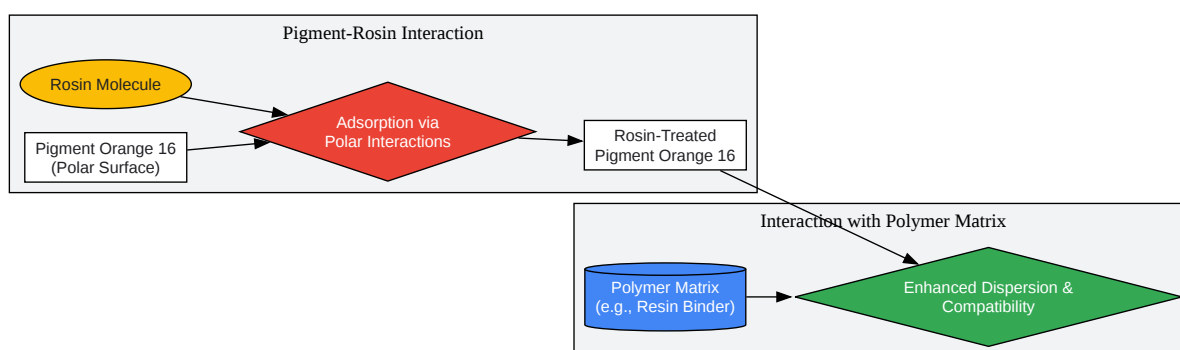 Pigment-Rosin Interaction
Rosin Molecule
Pigment Orange 16
(Polar Surface)
Adsorption via
Polar Interactions
Rosin-Treated
Pigment Orange 16
Interaction with Polymer Matrix
Polymer Matrix
(e.g., Resin Binder)
Enhanced Dispersion &
Compatibility